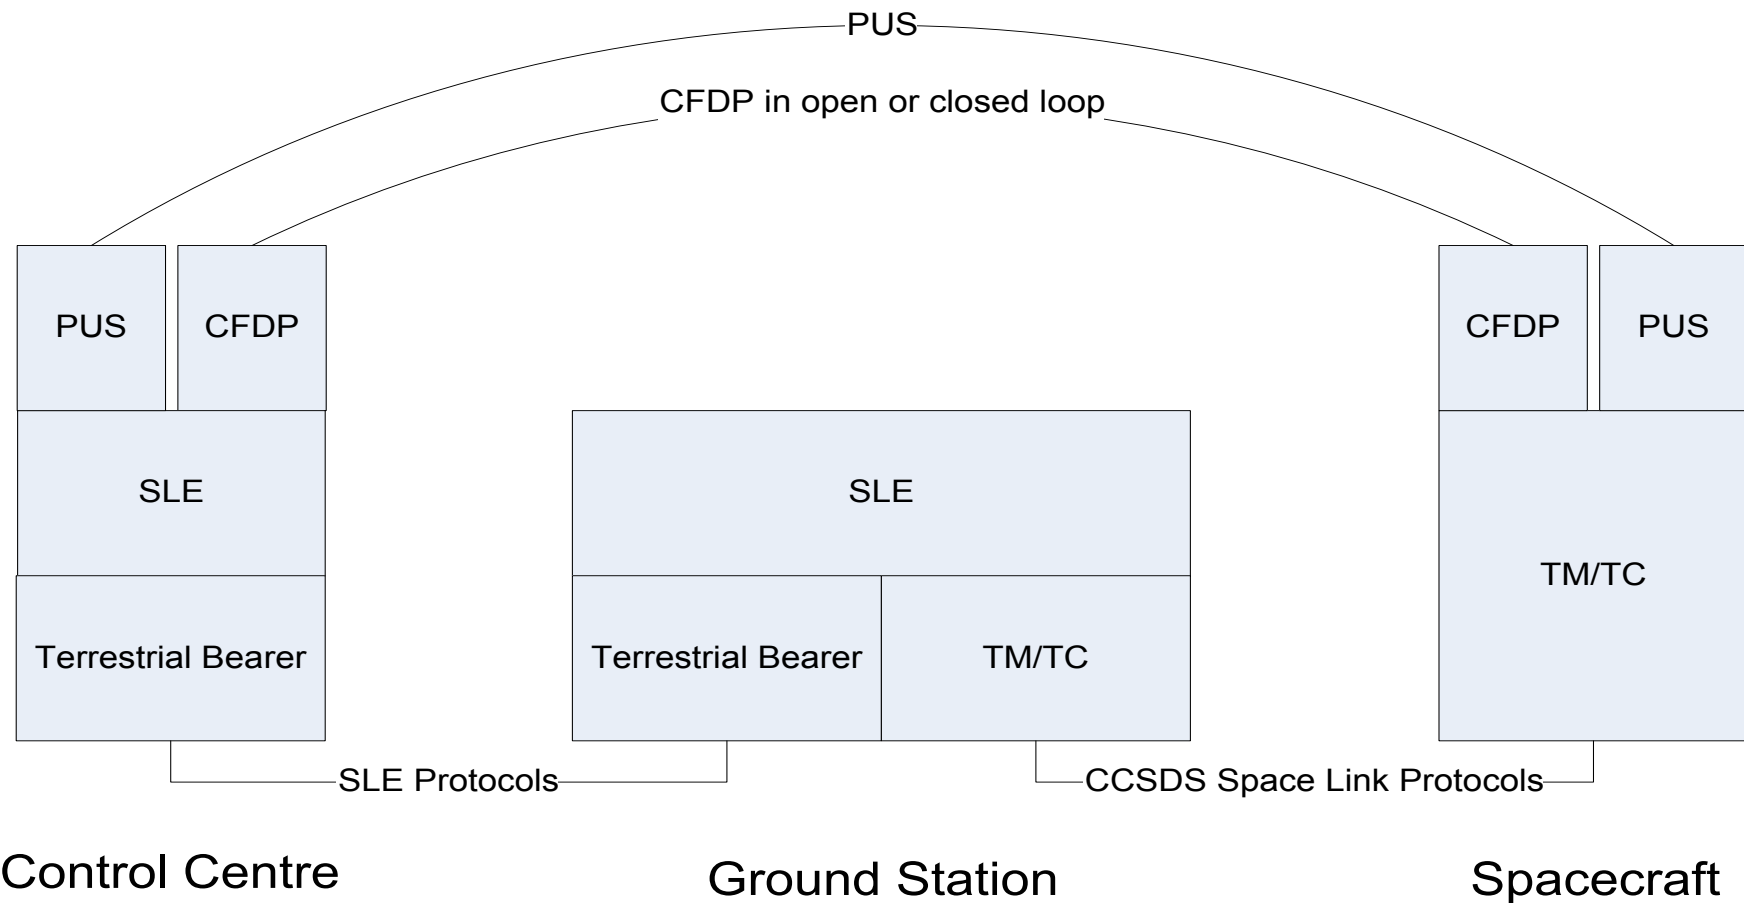 PUS
CFDP in open or closed loop
PUS
CFDP
CFDP
PUS
SLE
SLE
TM/TC
Terrestrial Bearer
Terrestrial Bearer
TM/TC
SLE Protocols
CCSDS Space Link Protocols
Control Centre
Ground Station
Spacecraft